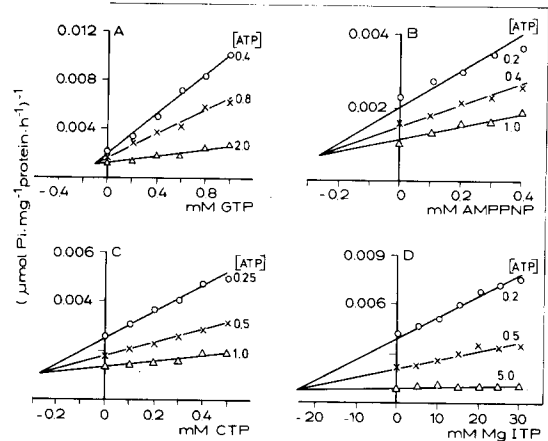 (μmol Pi. mg⁻¹protein.h⁻¹)⁻¹
A
0.012
0.008
0.004
[ATP]
0.4
0.8
2.0
-0.4 0 0.4 0.8
mM GTP
B
0.004
0.002
[ATP]
0.2
0.4
1.0
-0.4 -0.2 0 0.2 0.4
mM AMPPNP
C
0.006
0.004
[ATP]
0.25
0.5
1.0
-0.2 0 0.2 0.4
mM CTP
D
0.009
0.006
[ATP]
0.2
0.5
5.0
-20 -10 0 10 20 30
mM Mg ITP